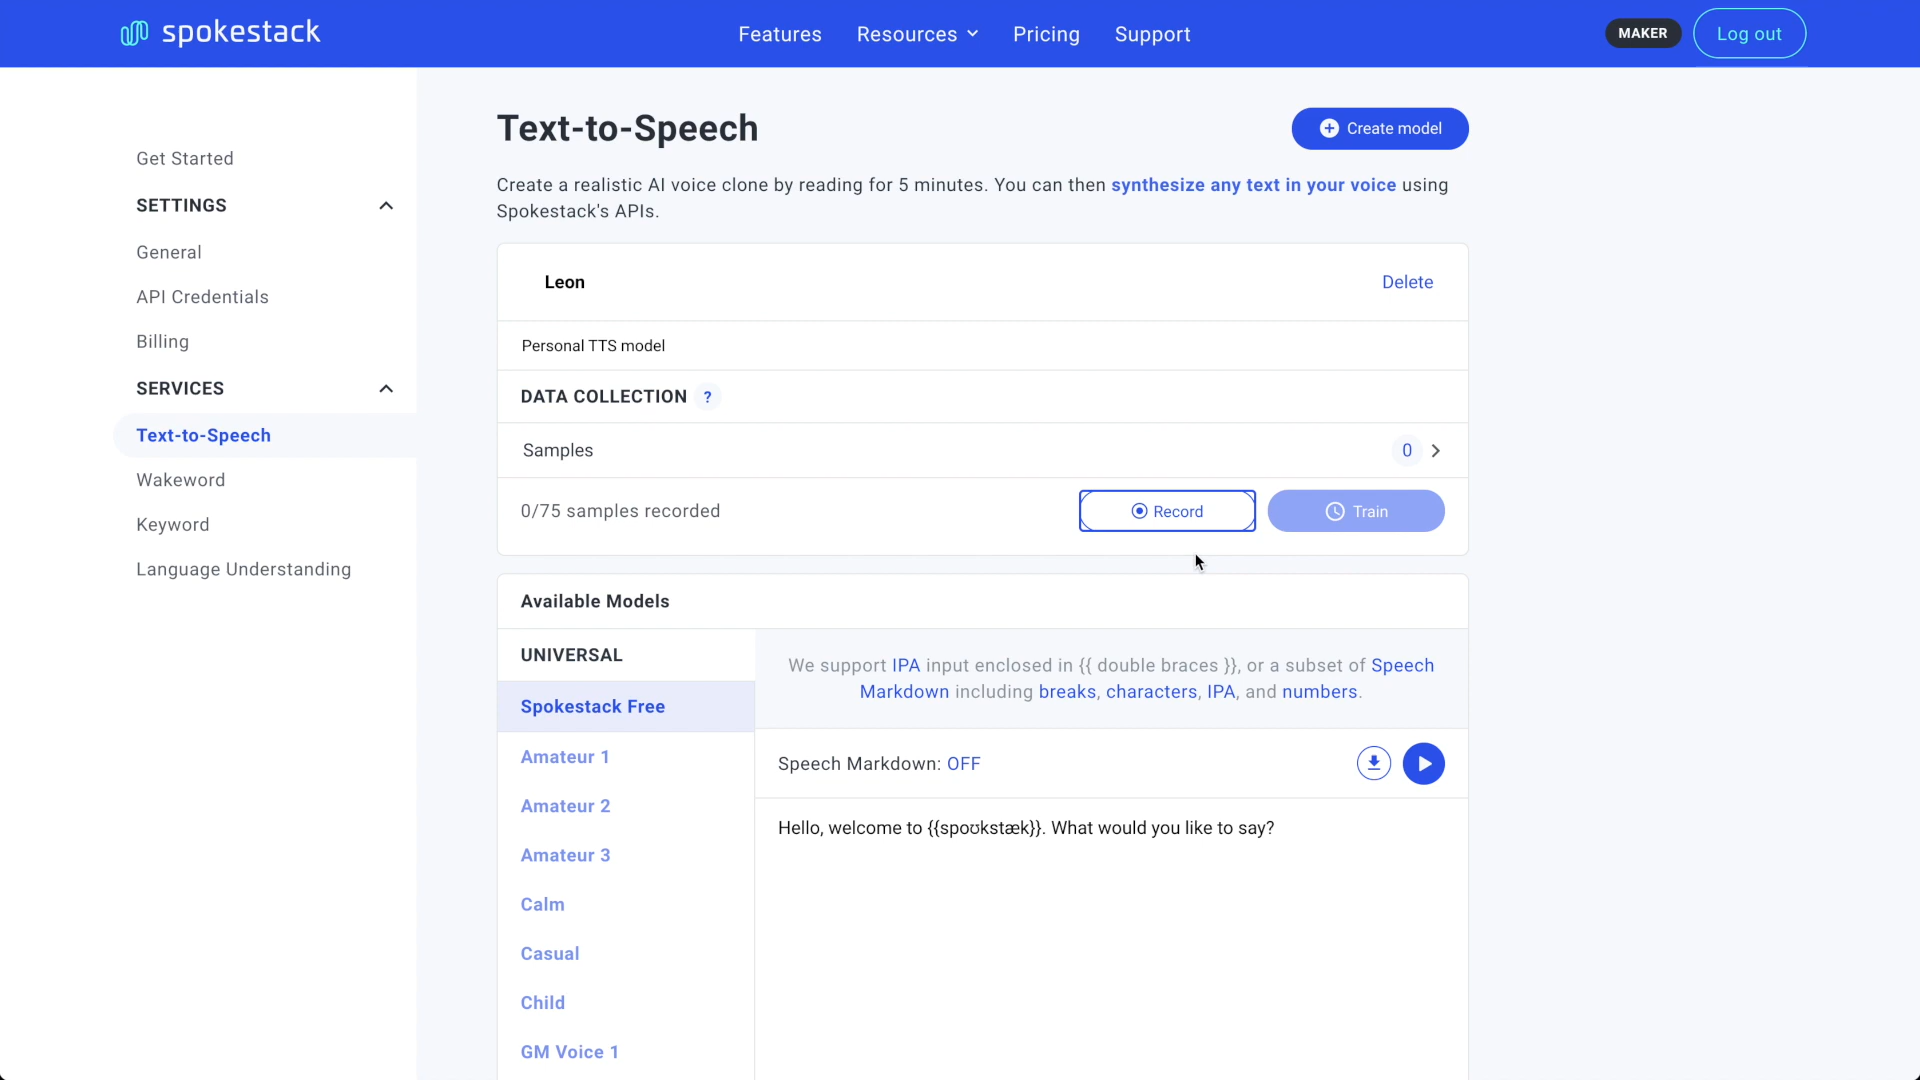 spokestack
Features Resources Pricing Support
MAKER
Log out
Get Started
SETTINGS
General
API Credentials
Billing
SERVICES
Text-to-Speech
Wakeword
Keyword
Language Understanding
Text-to-Speech
Create model
Create a realistic AI voice clone by reading for 5 minutes. You can then synthesize any text in your voice using
Spokestack's APIs.
Leon
Delete
Personal TTS model
DATA COLLECTION ?
Samples
0
0/75 samples recorded
Record
Train
Available Models
UNIVERSAL
Spokestack Free
Amateur 1
Amateur 2
Amateur 3
Calm
Casual
Child
GM Voice 1
We support IPA input enclosed in {{ double braces }}, or a subset of Speech
Markdown including breaks, characters, IPA, and numbers.
Speech Markdown: OFF
Hello, welcome to {{spoʊkstæk}}. What would you like to say?